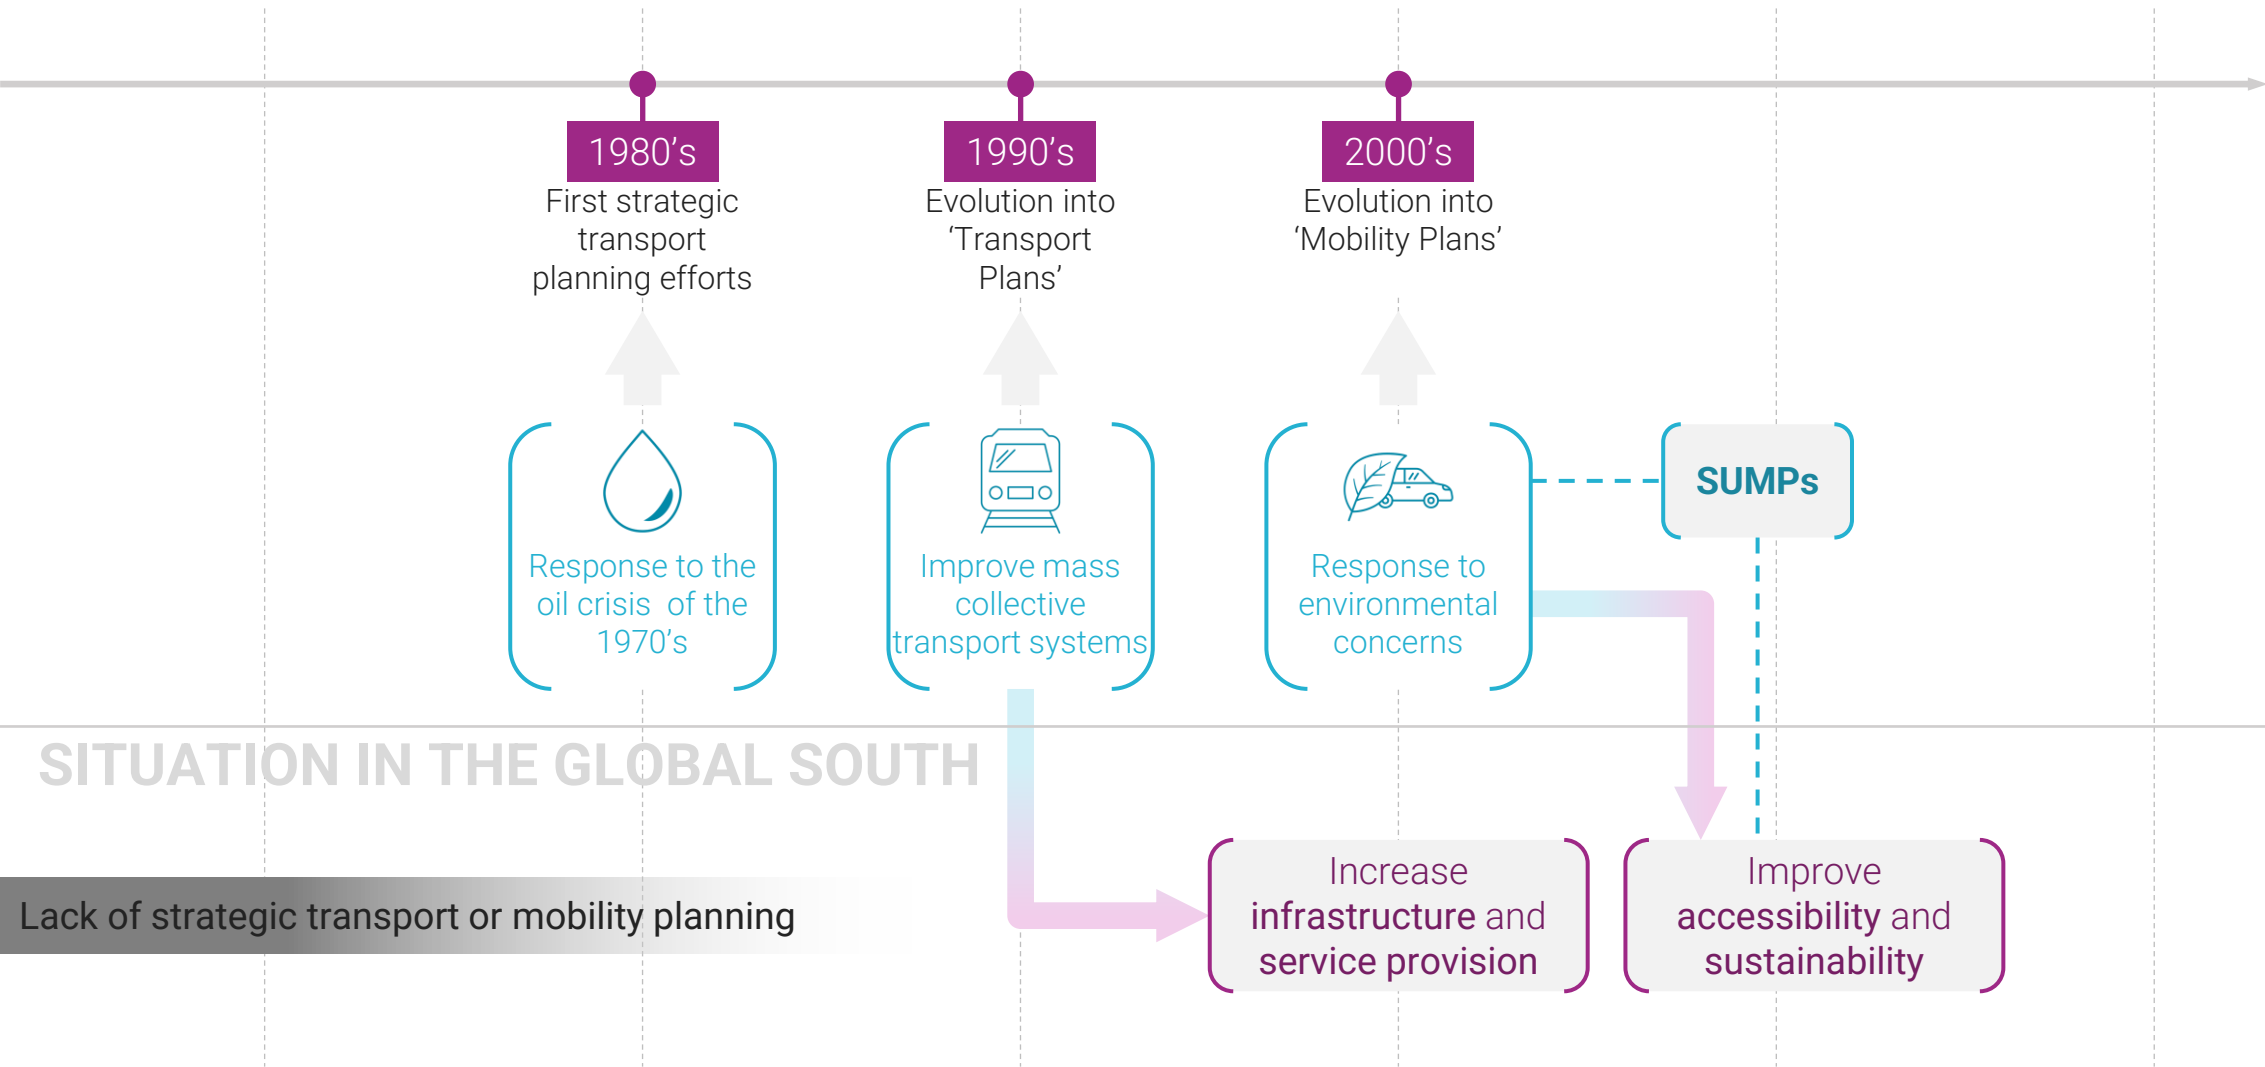 1980’s
First strategic
transport
planning efforts
1990’s
Evolution into
‘Transport
Plans’
2000’s
Evolution into
‘Mobility Plans’
Response to the
oil crisis  of the
1970’s
Improve mass
collective
transport systems
Response to
environmental
concerns
SUMPs
SITUATION IN THE GLOBAL SOUTH
Lack of strategic transport or mobility planning
Increase
infrastructure and
service provision
Improve
accessibility and
sustainability